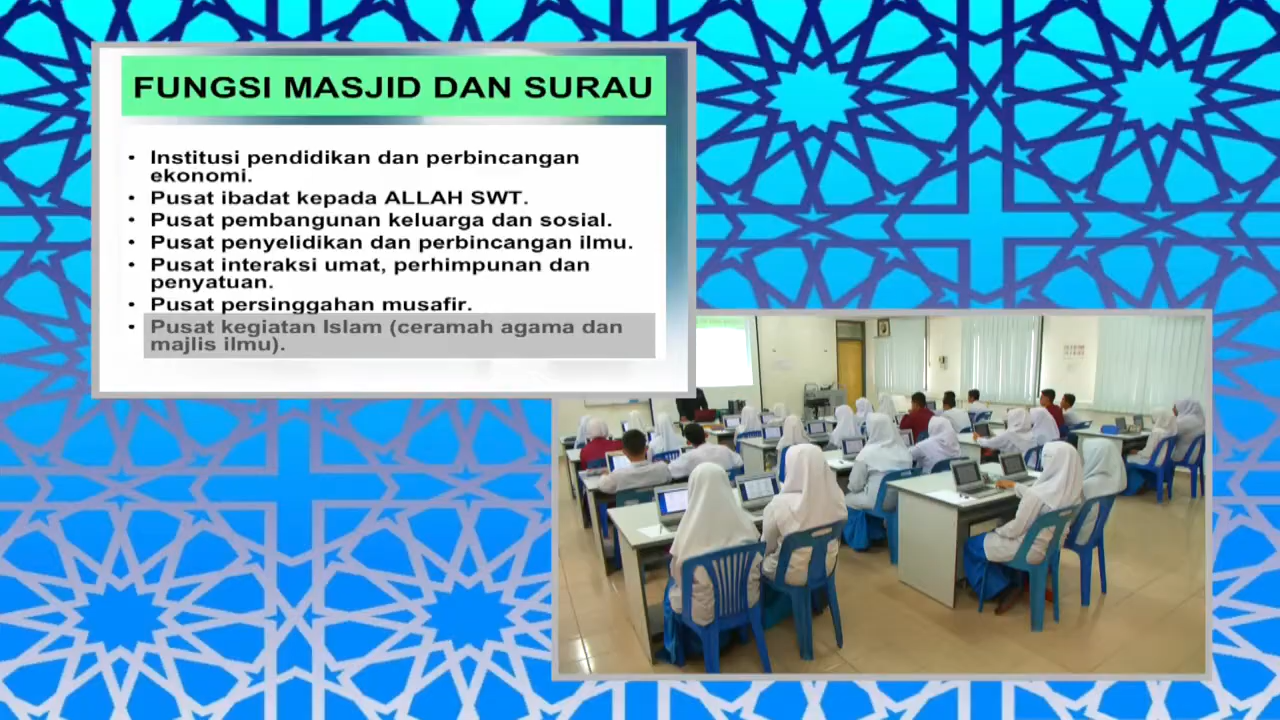 FUNGSI MASJID DAN SURAU
• Institusi pendidikan dan perbincangan
ekonomi.
• Pusat ibadat kepada ALLAH SWT.
• Pusat pembangunan keluarga dan sosial.
• Pusat penyelidikan dan perbincangan ilmu.
• Pusat interaksi umat, perhimpunan dan
penyatuan.
• Pusat persinggahan musafir.
• Pusat kegiatan Islam (ceramah agama dan
majlis ilmu).